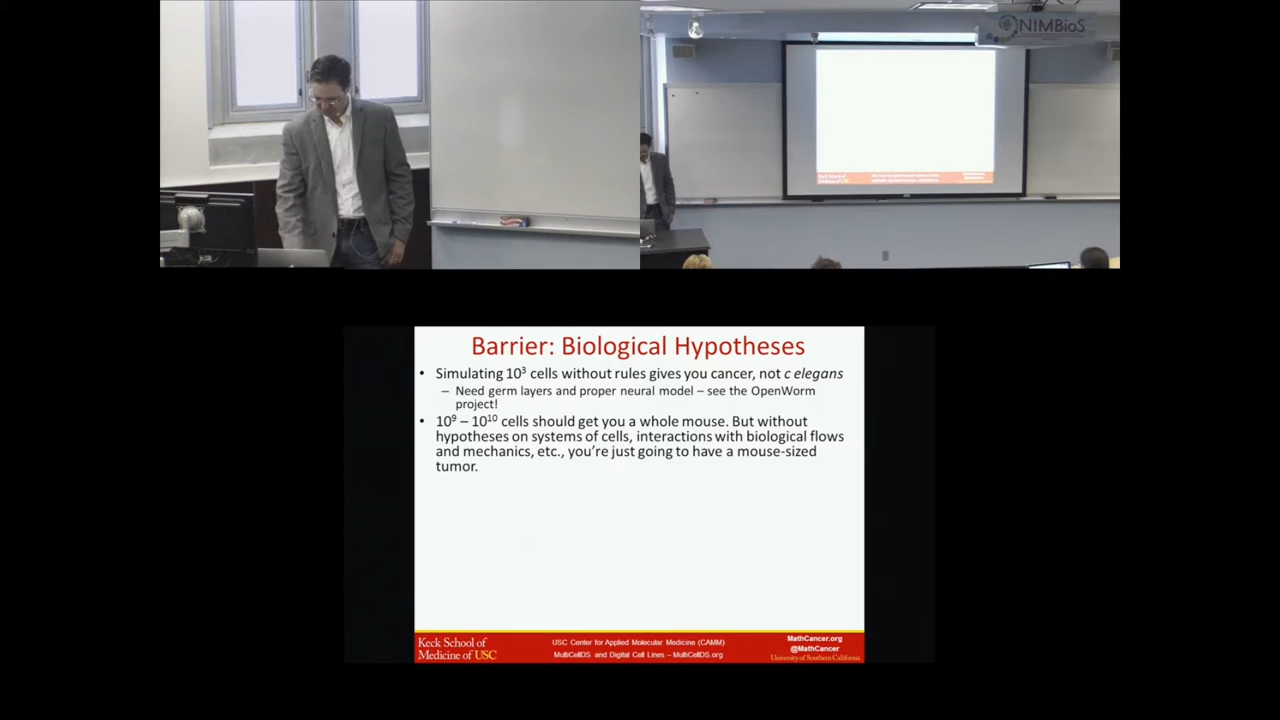 NIMBioS
Barrier: Biological Hypotheses
• Simulating 10³ cells without rules gives you cancer, not c elegans
– Need germ layers and proper neural model – see the OpenWorm
project!
• 10⁹ – 10¹⁰ cells should get you a whole mouse. But without
hypotheses on systems of cells, interactions with biological flows
and mechanics, etc., you're just going to have a mouse-sized
tumor.
Keck School of
Medicine of USC
USC Center for Applied Molecular Medicine (CAMM)
MultiCellDS and Digital Cell Lines – MultiCellDS.org
MathCancer.org
@MathCancer
University of Southern California